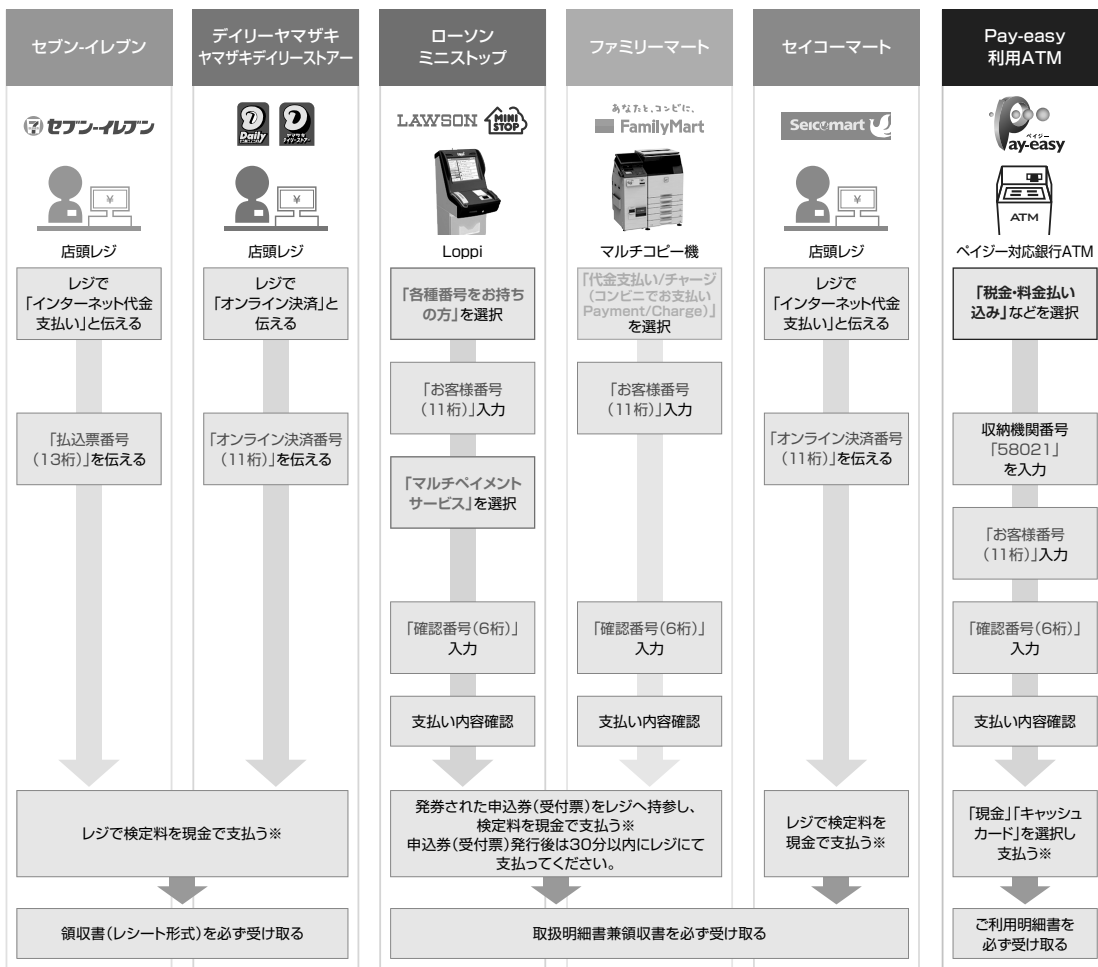 セブン-イレブン
デイリーヤマザキ
ヤマザキデイリーストアー
ローソン
ミニストップ
ファミリーマート
セイコーマート
Pay-easy
利用ATM
セブン-イレブン
Daily
LAWSON
MINI
STOP
あなたと、コンビに、
FamilyMart
Seicomart
ペイジー
Pay-easy
¥
¥
¥
ATM
店頭レジ
店頭レジ
Loppi
マルチコピー機
店頭レジ
ペイジー対応銀行ATM
レジで
「インターネット代金
支払い」と伝える
レジで
「オンライン決済」と
伝える
「各種番号をお持ち
の方」を選択
「代金支払い/チャージ
(コンビニでお支払い
Payment/Charge)」
を選択
レジで
「インターネット代金
支払い」と伝える
「税金・料金払い
込み」などを選択
「お客様番号
(11桁)」入力
「お客様番号
(11桁)」入力
「払込票番号
(13桁)」を伝える
「オンライン決済番号
(11桁)」を伝える
「オンライン決済番号
(11桁)」を伝える
収納機関番号
「58021」
を入力
「マルチペイメント
サービス」を選択
「お客様番号
(11桁)」入力
「確認番号(6桁)」
入力
「確認番号(6桁)」
入力
「確認番号(6桁)」
入力
支払い内容確認
支払い内容確認
支払い内容確認
レジで検定料を現金で支払う※
発券された申込券(受付票)をレジへ持参し、
検定料を現金で支払う※
申込券(受付票)発行後は30分以内にレジにて
支払ってください。
レジで検定料を
現金で支払う※
「現金」「キャッシュ
カード」を選択し
支払う※
領収書(レシート形式)を必ず受け取る
取扱明細書兼領収書を必ず受け取る
ご利用明細書を
必ず受け取る